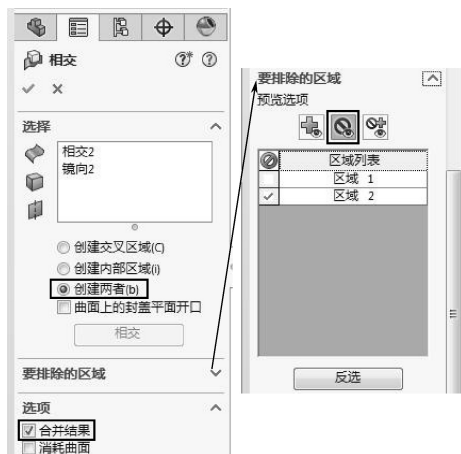 相交
选择
相交2
镜向2
创建交叉区域(C)
创建内部区域(i)
创建两者(b)
曲面上的封盖平面开口
相交
要排除的区域
选项
合并结果
消耗曲面
要排除的区域
预览选项
区域列表
区域 1
区域 2
反选